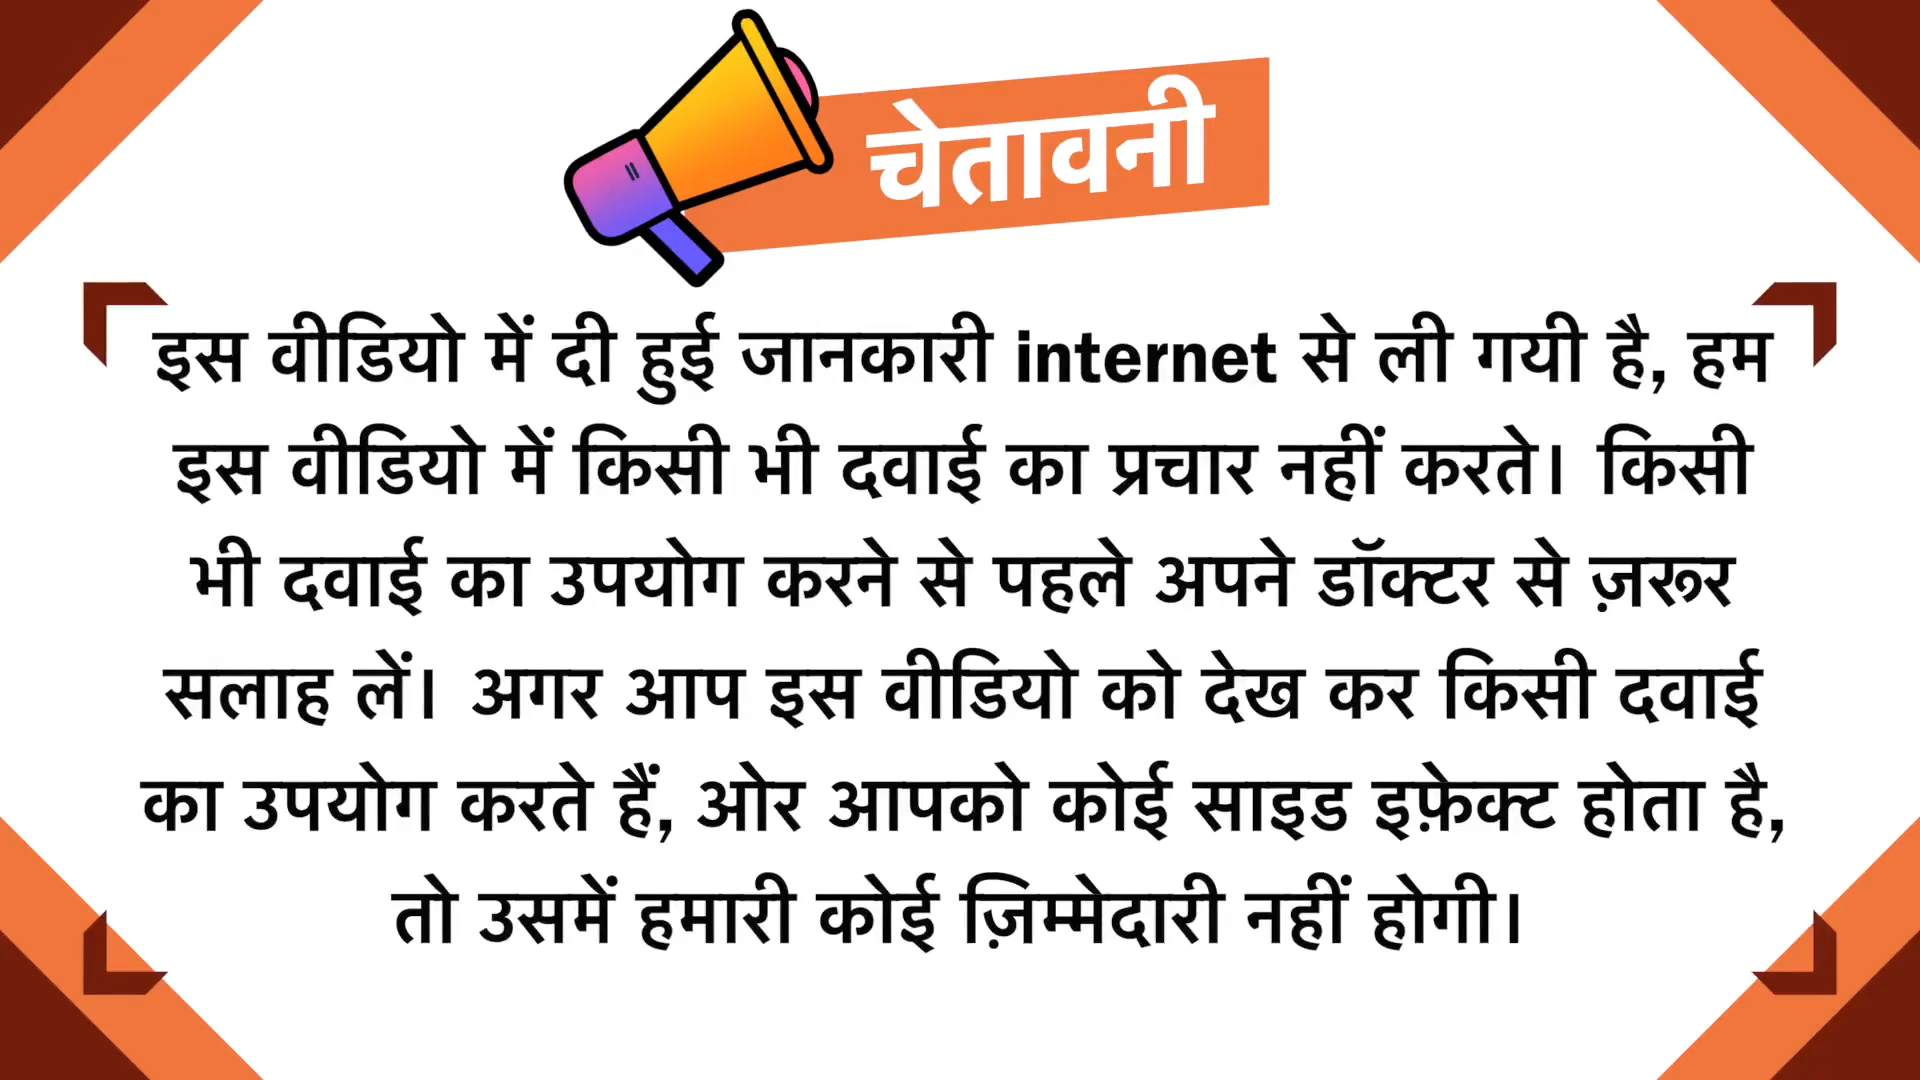 चेतावनी
इस वीडियो में दी हुई जानकारी internet से ली गयी है, हम
इस वीडियो में किसी भी दवाई का प्रचार नहीं करते। किसी
भी दवाई का उपयोग करने से पहले अपने डॉक्टर से ज़रूर
सलाह लें। अगर आप इस वीडियो को देख कर किसी दवाई
का उपयोग करते हैं, ओर आपको कोई साइड इफ़ेक्ट होता है,
तो उसमें हमारी कोई ज़िम्मेदारी नहीं होगी।